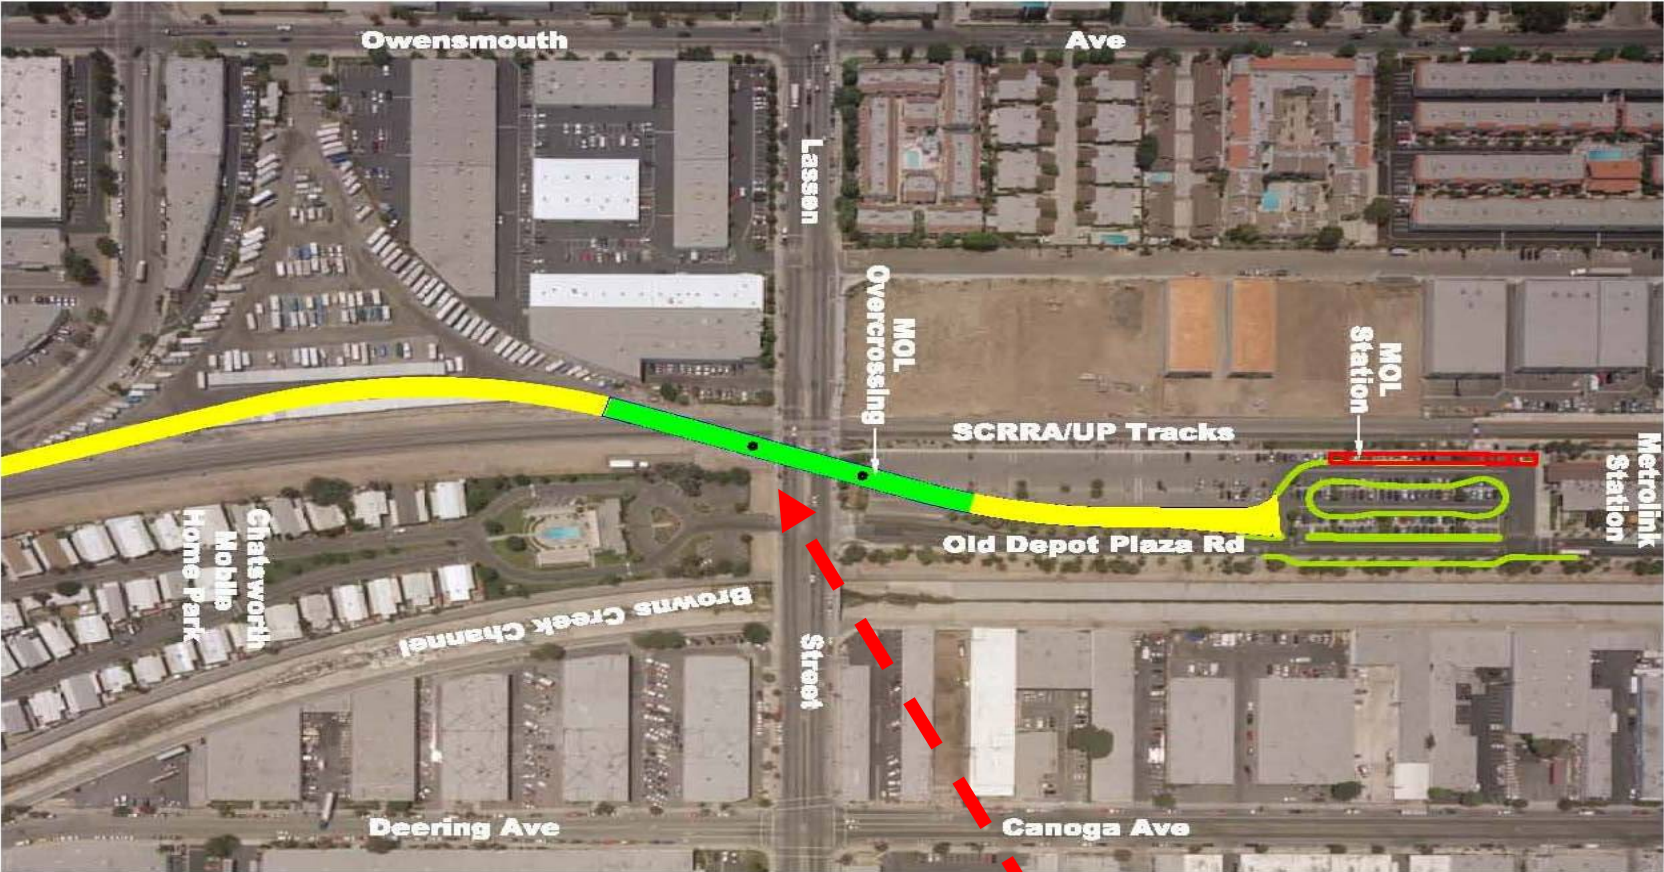 Owensmouth
Ave
Lassen
MOL
Overcrossing
MOL
Station
SCRRA/UP Tracks
Metrolink
Station
Old Depot Plaza Rd
Chatsworth
Mobile
Home Park
Browns Creek Channel
Street
Deering Ave
Canoga Ave